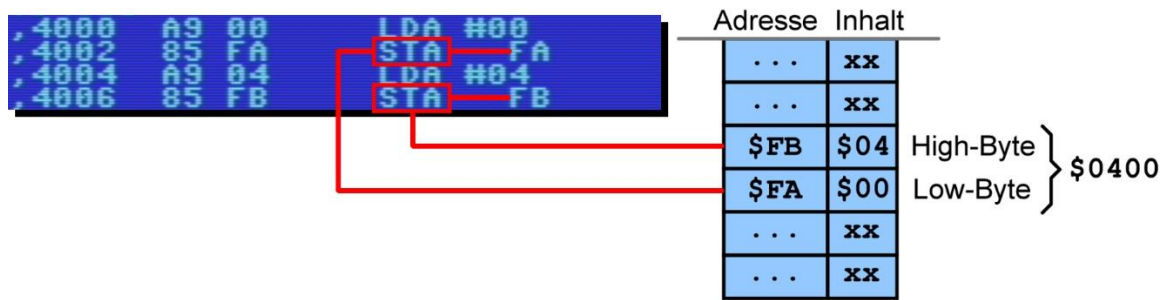 ,4000 A9 00 LDA #00
,4002 85 FA STA FA
,4004 A9 04 LDA #04
,4006 85 FB STA FB
Adresse Inhalt
... xx
... xx
$FB $04 High-Byte
$FA $00 Low-Byte
$0400
... xx
... xx